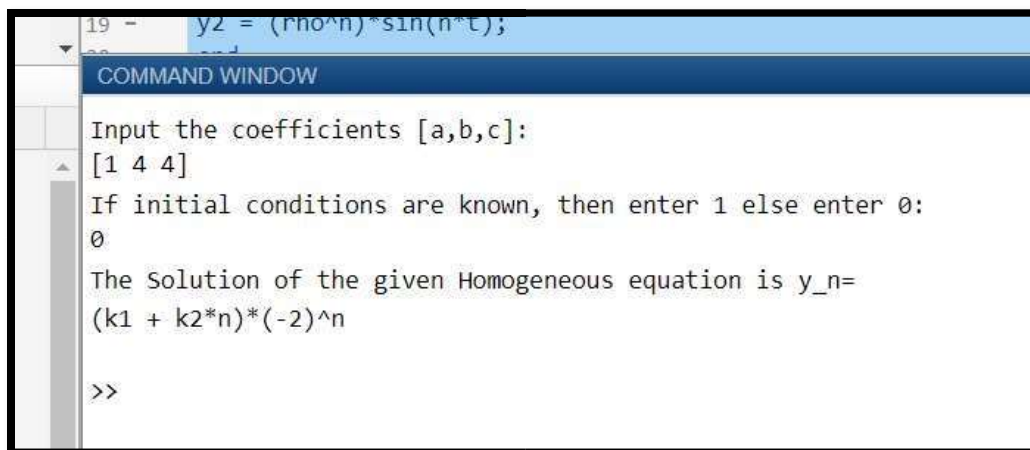 19 - y2 = (rho^n)*sin(n*t);
COMMAND WINDOW
Input the coefficients [a,b,c]:
[1 4 4]
If initial conditions are known, then enter 1 else enter 0:
0
The Solution of the given Homogeneous equation is y_n=
(k1 + k2*n)*(-2)^n
>>